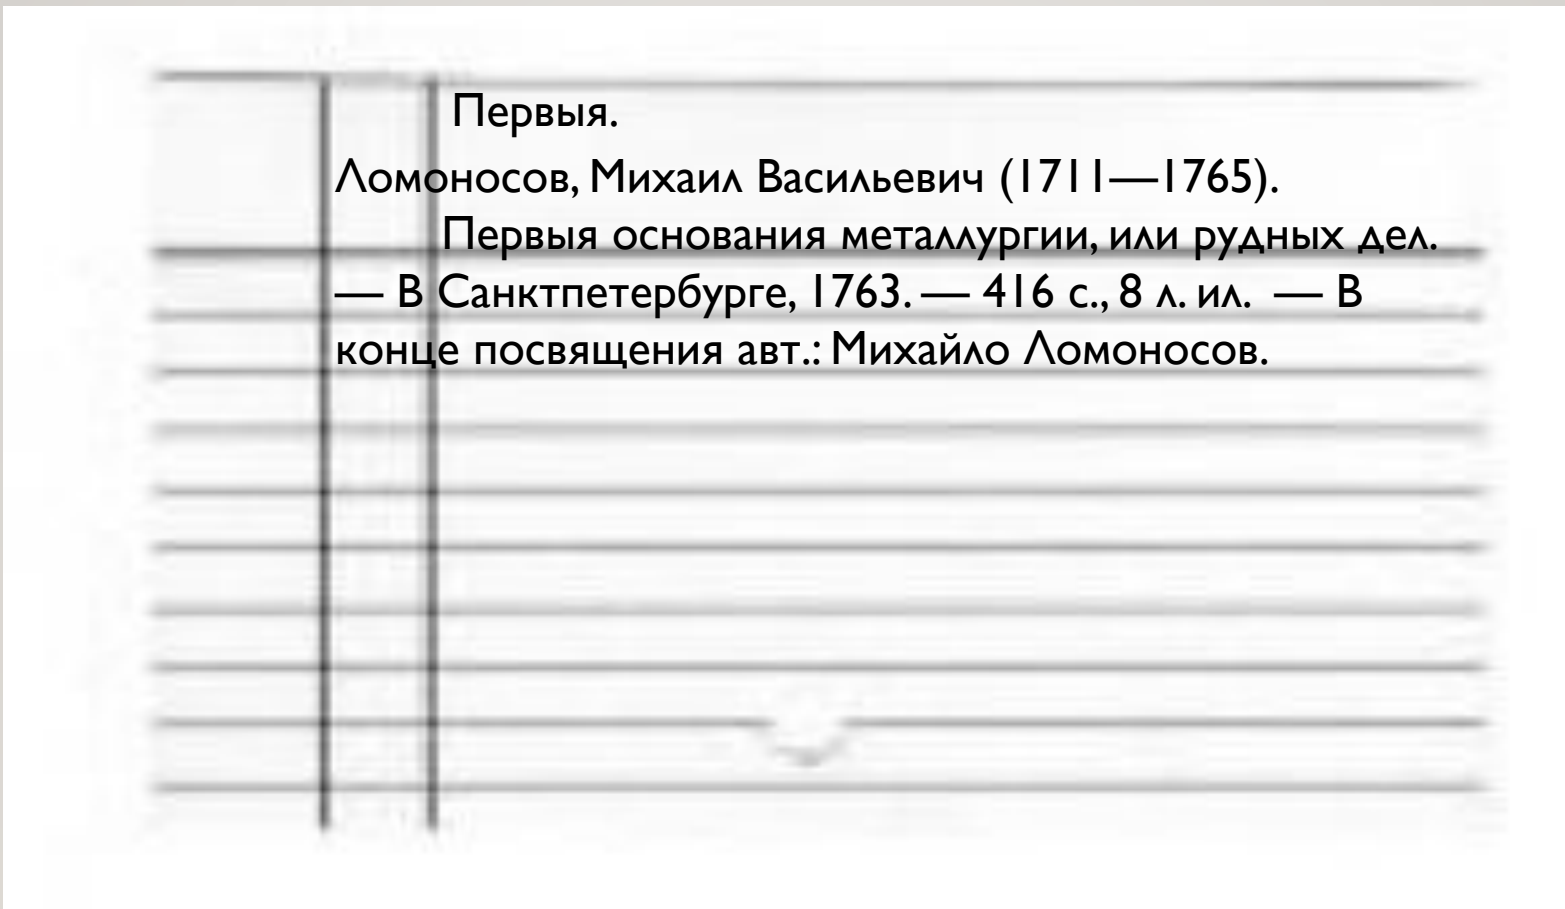 Первыя.
Ломоносов, Михаил Васильевич (1711—1765).
Первыя основания металлургии, или рудных дел.
— В Санктпетербурге, 1763. — 416 с., 8 л. ил. — В
конце посвящения авт.: Михайло Ломоносов.